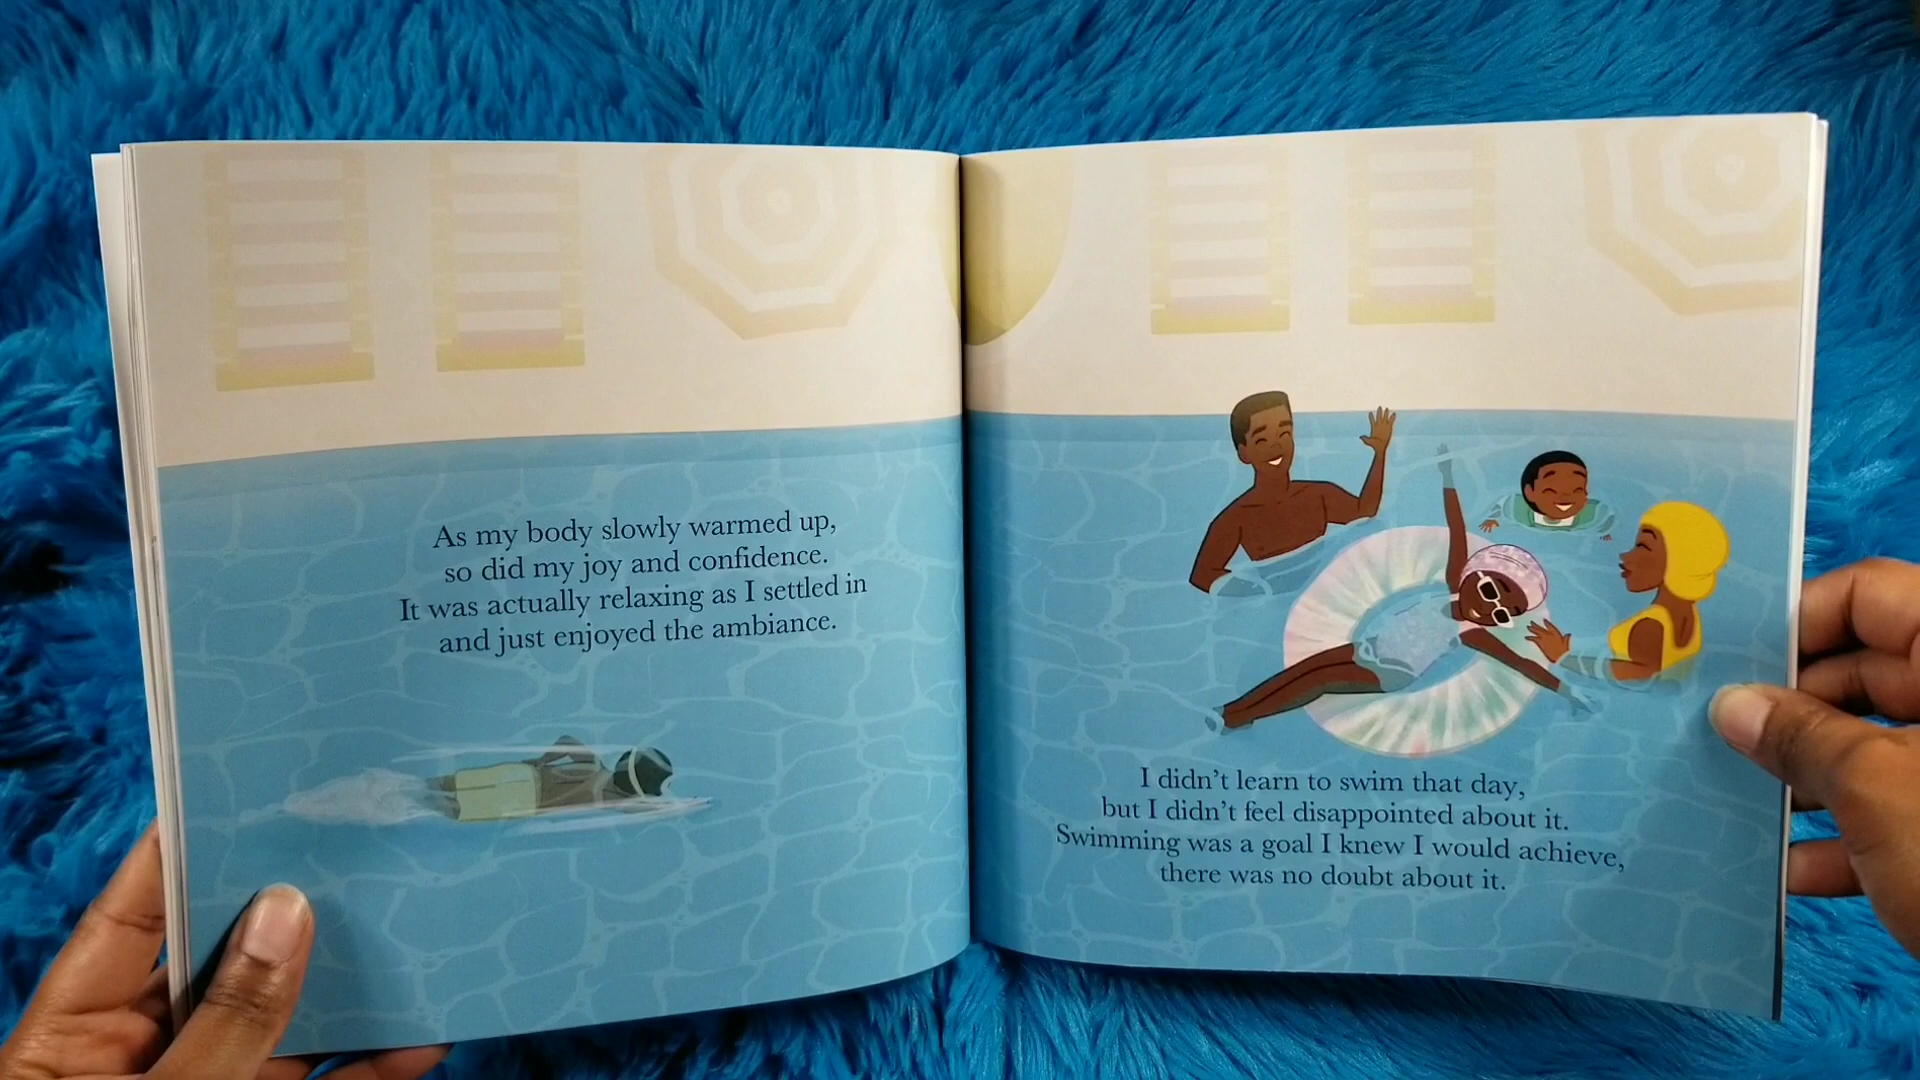 As my body slowly warmed up,
so did my joy and confidence.
It was actually relaxing as I settled in
and just enjoyed the ambiance.
I didn't learn to swim that day,
but I didn't feel disappointed about it.
Swimming was a goal I knew I would achieve,
there was no doubt about it.